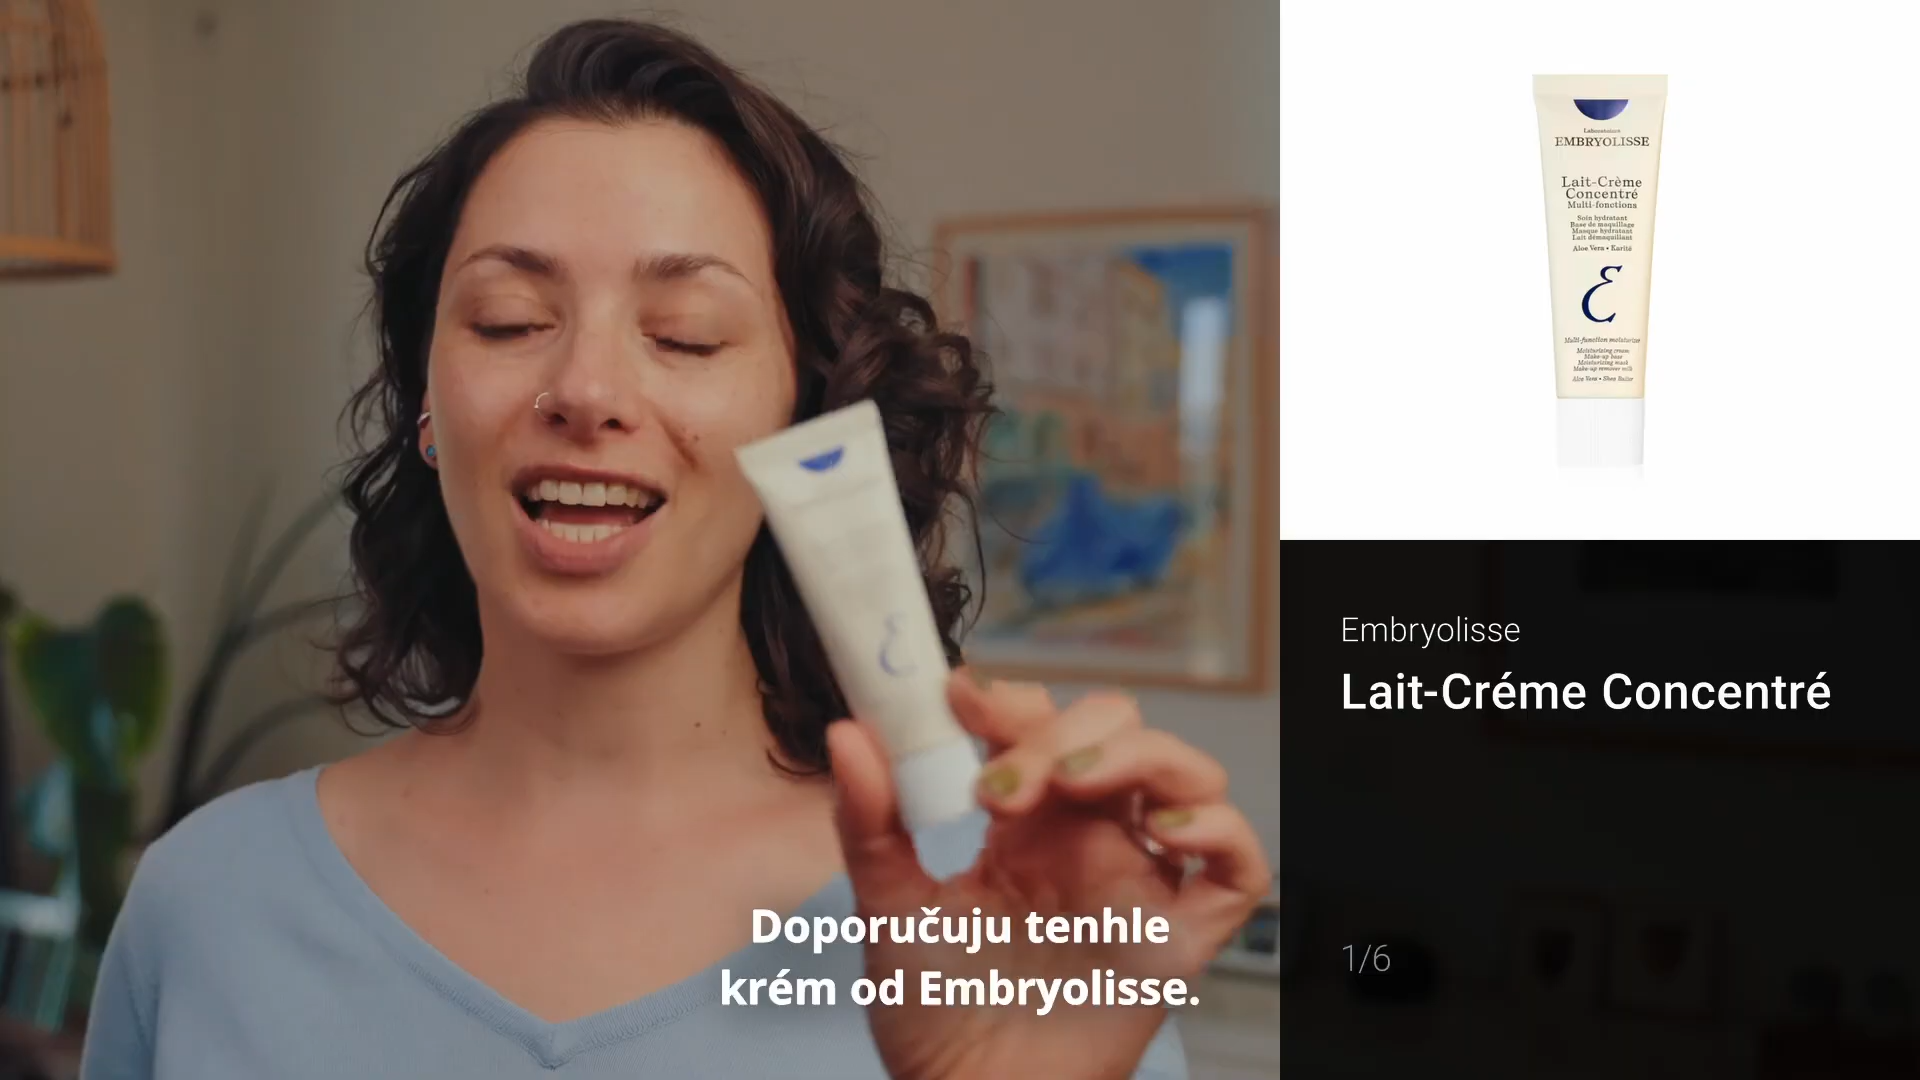 Doporučuju tenhle
krém od Embryolisse.
Laboratoires
EMBRYOLISSE
Lait-Crème
Concentré
Multi-fonctions
Soin hydratant
Base de maquillage
Masque hydratant
Lait démaquillant
Aloe Vera • Karité
Multi-function moisturizer
Moisturizing cream
Make-up base
Moisturizing mask
Make-up remover milk
Aloe Vera • Shea Butter
Embryolisse
Lait-Créme Concentré
1/6